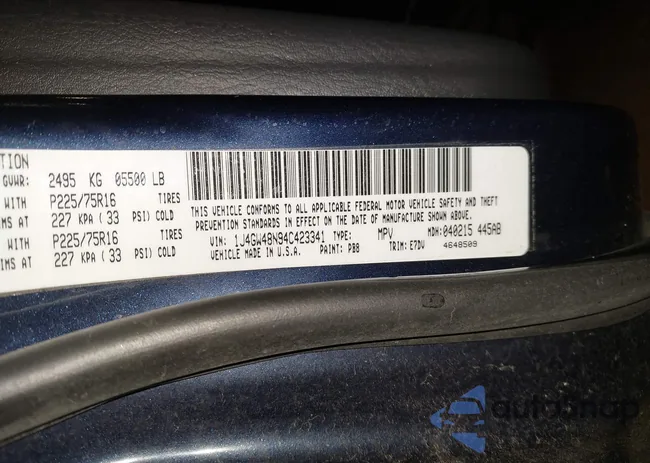 TION
GVWR: 2495 KG 05500 LB
WITH P225/75R16 TIRES
IMS AT 227 KPA ( 33 PSI) COLD
WITH P225/75R16 TIRES
IMS AT 227 KPA ( 33 PSI) COLD
THIS VEHICLE CONFORMS TO ALL APPLICABLE FEDERAL MOTOR VEHICLE SAFETY AND THEFT
PREVENTION STANDARDS IN EFFECT ON THE DATE OF MANUFACTURE SHOWN ABOVE.
VIN: 1J4GW48N94C423341 TYPE: MPV MDH: 040215 445AB
VEHICLE MADE IN U.S.A. PAINT: PB8 TRIM: E7DV 4648509
autosnap